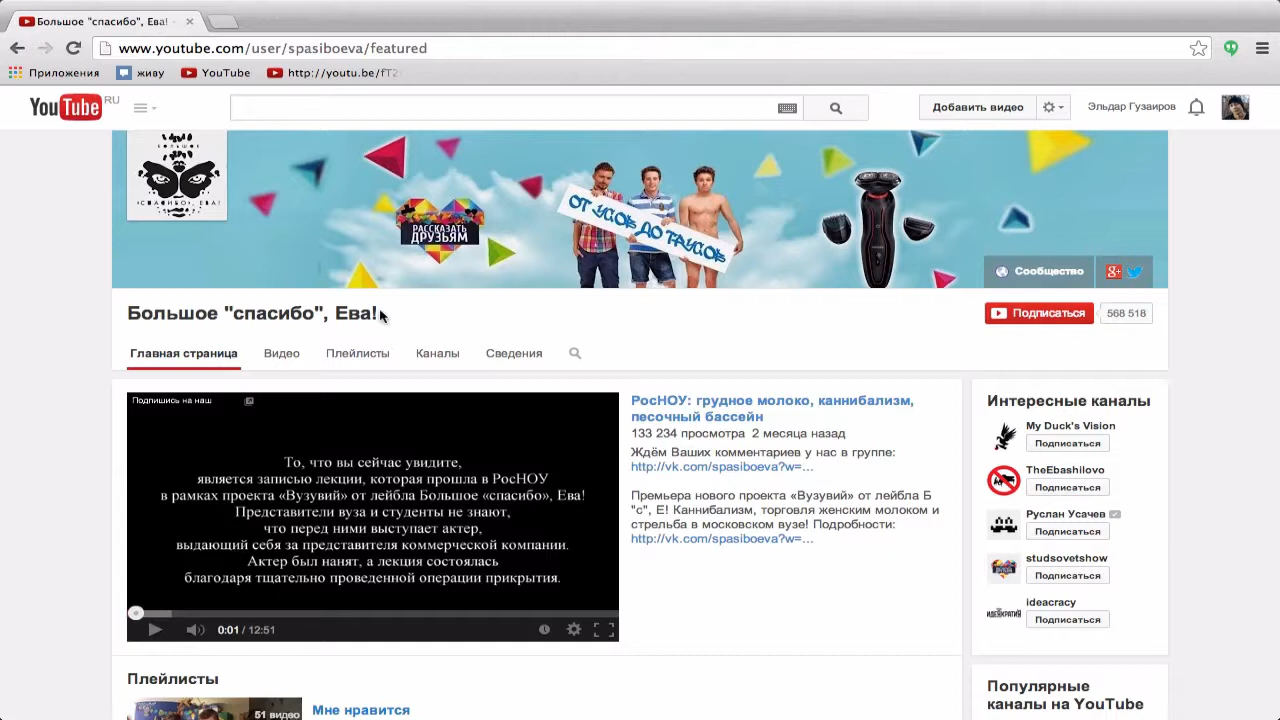 Большое "спасибо", Ева!
www.youtube.com/user/spasiboeva/featured
Приложения живу YouTube http://youtu.be/fT2
YouTube RU
Добавить видео
Эльдар Гузаиров
БОЛЬШОЕ
"СПАСИБО", ЕВА!
РАССКАЗАТЬ
ДРУЗЬЯМ
ОТ УСОВ ДО ТРУСОВ
Сообщество
g+
Большое "спасибо", Ева!
Подписаться 568 518
Главная страница Видео Плейлисты Каналы Сведения
Подпишись на наш
То, что вы сейчас увидите,
является записью лекции, которая прошла в РосНОУ
в рамках проекта «Вузувий» от лейбла Большое «спасибо», Ева!
Представители вуза и студенты не знают,
что перед ними выступает актер,
выдающий себя за представителя коммерческой компании.
Актер был нанят, а лекция состоялась
благодаря тщательно проведенной операции прикрытия.
0:01 / 12:51
РосНОУ: грудное молоко, каннибализм,
песочный бассейн
133 234 просмотра 2 месяца назад
Ждём Ваших комментариев у нас в группе:
http://vk.com/spasiboeva?w=...
Премьера нового проекта «Вузувий» от лейбла Б
"с", Е! Каннибализм, торговля женским молоком и
стрельба в московском вузе! Подробности:
http://vk.com/spasiboeva?w=...
Интересные каналы
My Duck's Vision
Подписаться
TheEbashilovo
Подписаться
Руслан Усачев
Подписаться
studsovetshow
Подписаться
ideacracy
Подписаться
Плейлисты
51 видео
Мне нравится
Популярные
каналы на YouTube